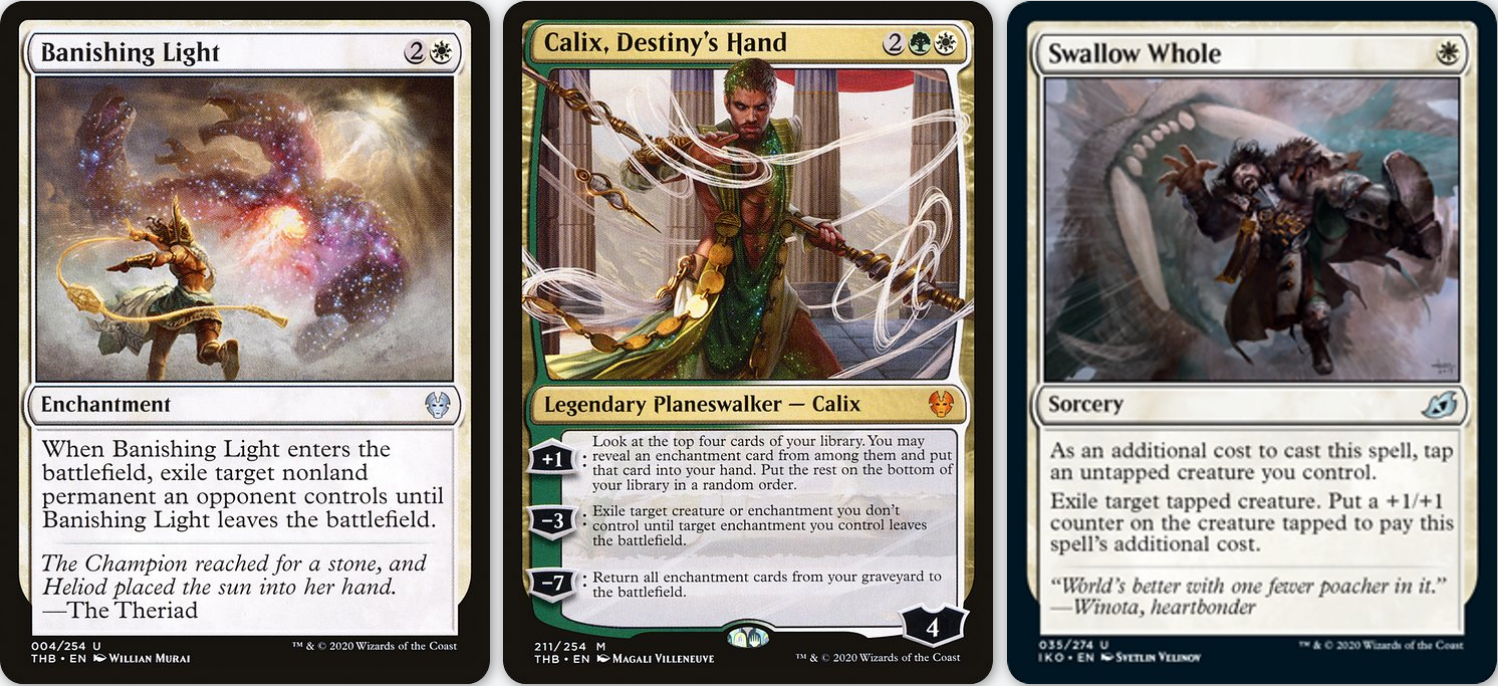 Banishing Light 2
Enchantment
When Banishing Light enters the
battlefield, exile target nonland
permanent an opponent controls until
Banishing Light leaves the battlefield.
The Champion reached for a stone, and
Heliod placed the sun into her hand.
—The Theriad
004/254 U
THB • EN WILLIAN MURAI
™ & © 2020 Wizards of the Coast
Calix, Destiny's Hand 2
Legendary Planeswalker — Calix
+1 : Look at the top four cards of your library. You may
reveal an enchantment card from among them and put
that card into your hand. Put the rest on the bottom of
your library in a random order.
−3 : Exile target creature or enchantment you don't
control until target enchantment you control leaves
the battlefield.
−7 : Return all enchantment cards from your graveyard to
the battlefield.
4
211/254 M
THB • EN MAGALI VILLENEUVE
™ & © 2020 Wizards of the Coast
Swallow Whole
Sorcery
As an additional cost to cast this spell, tap
an untapped creature you control.
Exile target tapped creature. Put a +1/+1
counter on the creature tapped to pay this
spell's additional cost.
"World's better with one fewer poacher in it."
—Winota, heartbonder
035/274 U
IKO • EN SVETLIN VELINOV
™ & © 2020 Wizards of the Coast